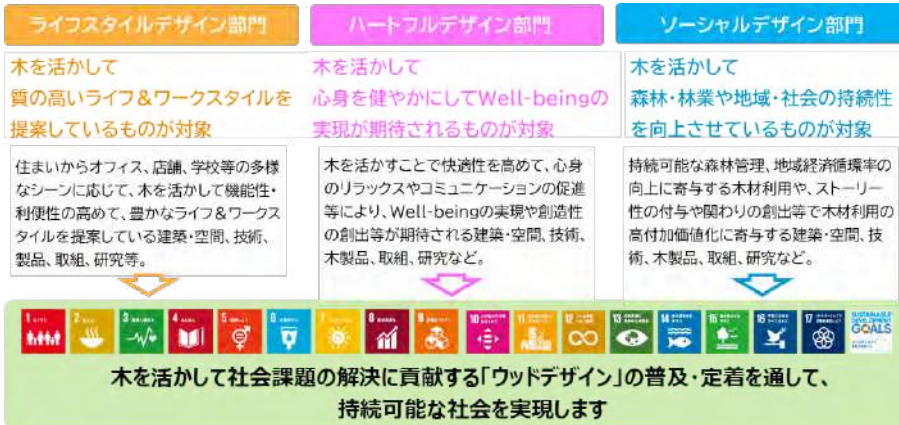 ライフスタイルデザイン部門
木を活かして
質の高いライフ&ワークスタイルを
提案しているものが対象
住まいからオフィス、店舗、学校等の多様
なシーンに応じて、木を活かして機能性・
利便性の高めて、豊かなライフ&ワークス
タイルを提案している建築・空間、技術、
製品、取組、研究等。
ハートフルデザイン部門
木を活かして
心身を健やかにしてWell-beingの
実現が期待されるものが対象
木を活かすことで快適性を高めて、心身
のリラックスやコミュニケーションの促進
等により、Well-beingの実現や創造性
の創出等が期待される建築・空間、技術、
木製品、取組、研究など。
ソーシャルデザイン部門
木を活かして
森林・林業や地域・社会の持続性
を向上させているものが対象
持続可能な森林管理、地域経済循環率の
向上に寄与する木材利用や、ストーリー
性の付与や関わりの創出等で木材利用の
高付加価値化に寄与する建築・空間、技
術、木製品、取組、研究など。
1
2
3
4
5
6
7
8
9
10
11
12
13
14
15
16
17
SUSTAINABLE
DEVELOPMENT
GOALS
木を活かして社会課題の解決に貢献する「ウッドデザイン」の普及・定着を通して、
持続可能な社会を実現します